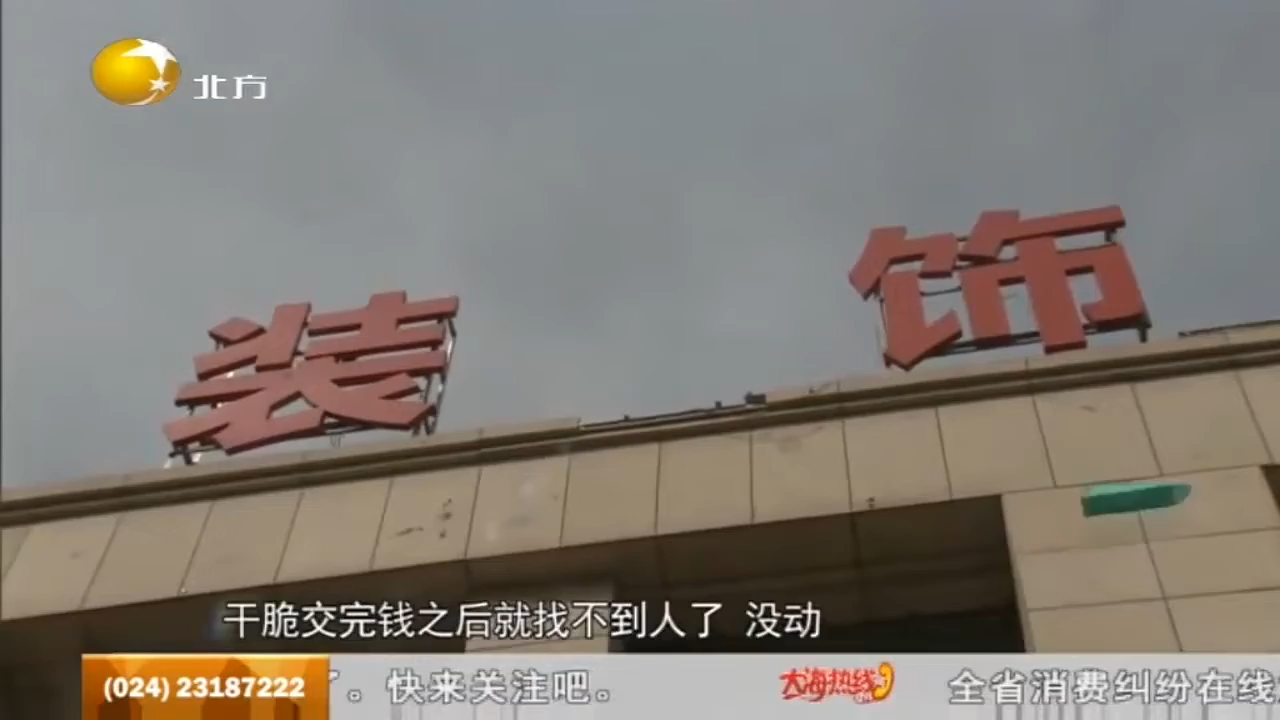 北方
装 饰
干脆交完钱之后就找不到人了 没动
(024) 23187222
了。快来关注吧。 大海热线 全省消费纠纷在线